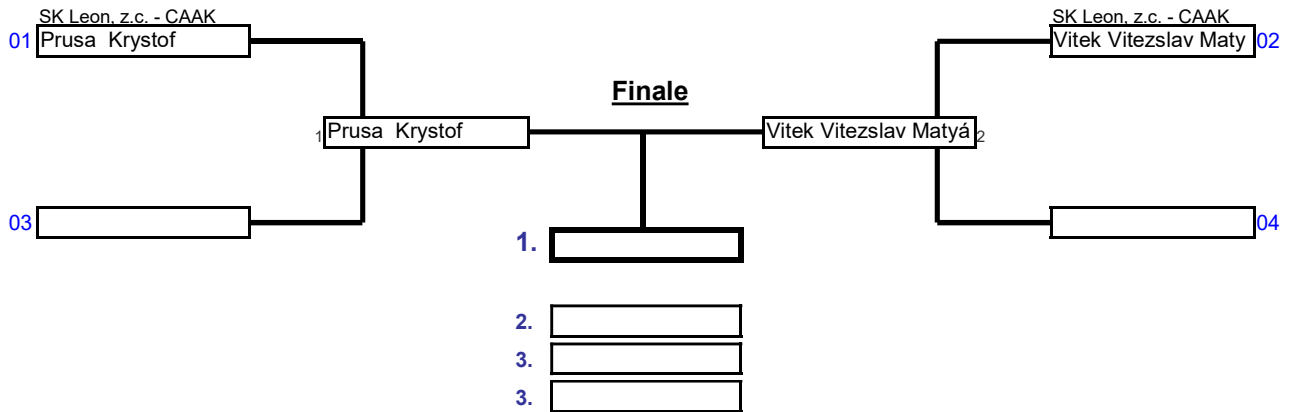 SK Leon, z.c. - CAAK
01 Prusa Krystof
SK Leon, z.c. - CAAK
Vitek Vitezslav Maty 02
Finale
1 Prusa Krystof
Vitek Vitezslav Matyá 2
03
04
1.
2.
3.
3.